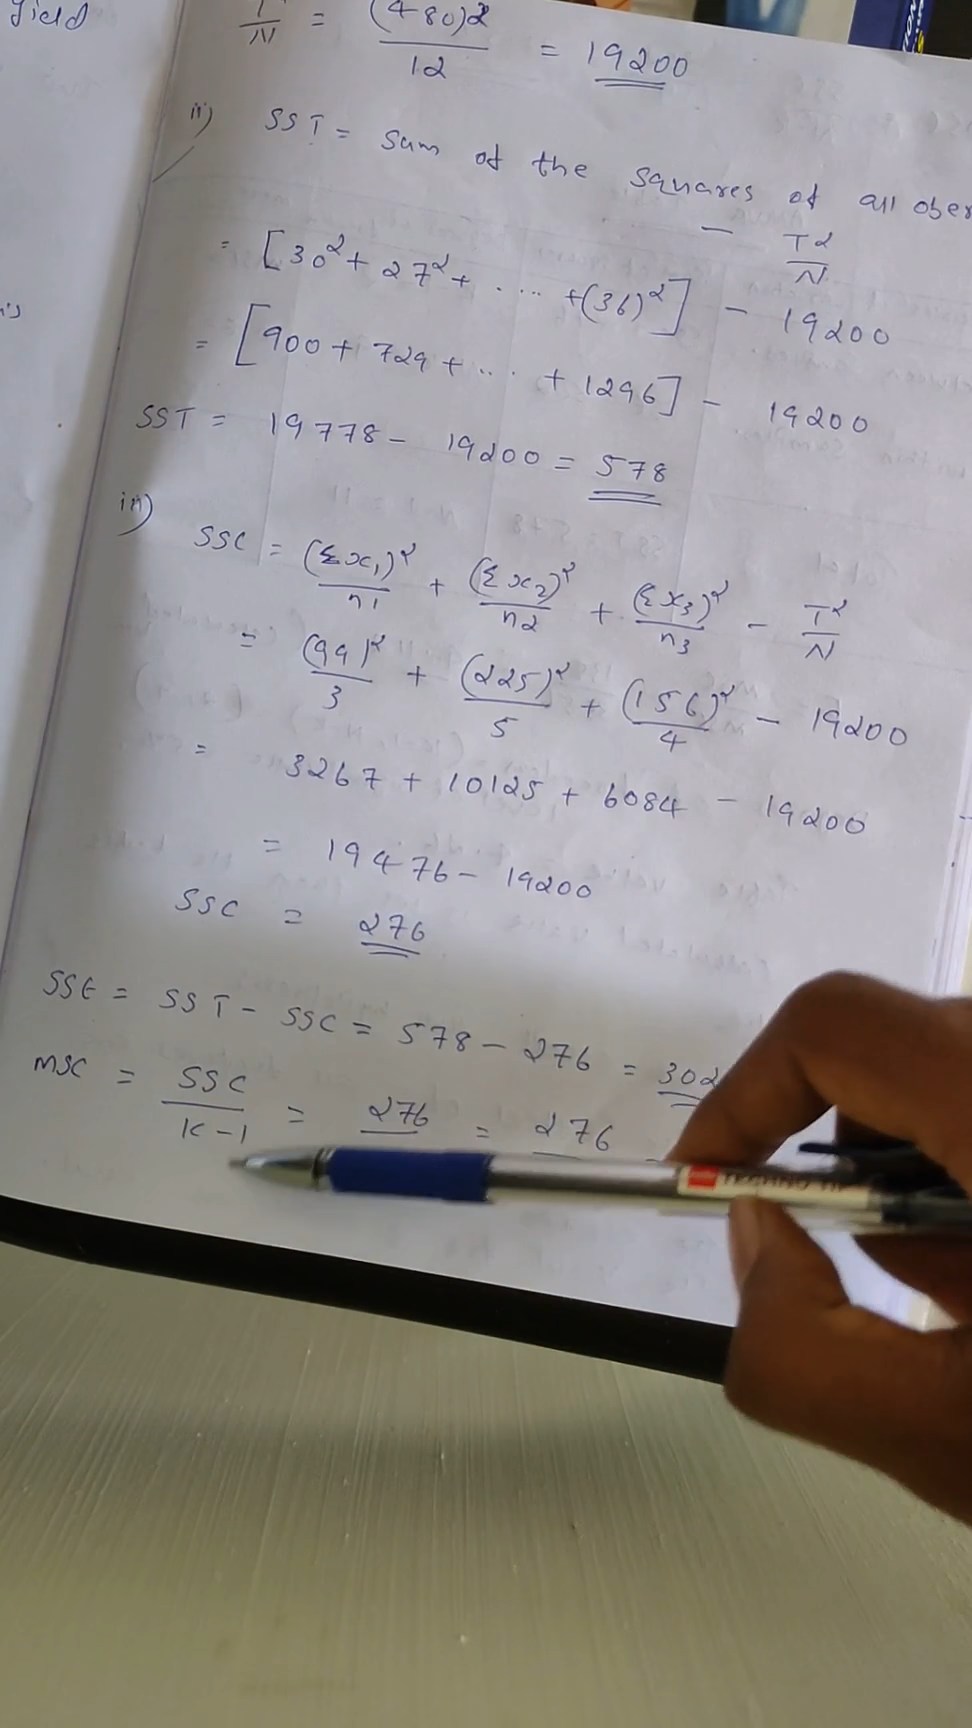 yield
T²/N = (480)²/12 = 19200
ii) SST = Sum of the squares of all obser
- T²/N
= [30² + 27² + .... + (36)²] - 19200
= [900 + 729 + ... + 1296] - 19200
SST = 19778 - 19200 = 578
iii) SSC = (Σx₁)²/n1 + (Σx₂)²/n2 + (Σx₃)²/n3 - T²/N
= (99)²/3 + (225)²/5 + (156)²/4 - 19200
= 3267 + 10125 + 6084 - 19200
= 19476 - 19200
SSC = 276
SSE = SST - SSC = 578 - 276 = 302
MSC = SSC/K-1 = 276 = 276